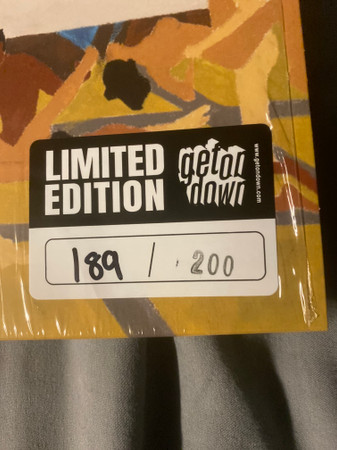 LIMITED
EDITION
get on
down
www.getondown.com
189 / 200